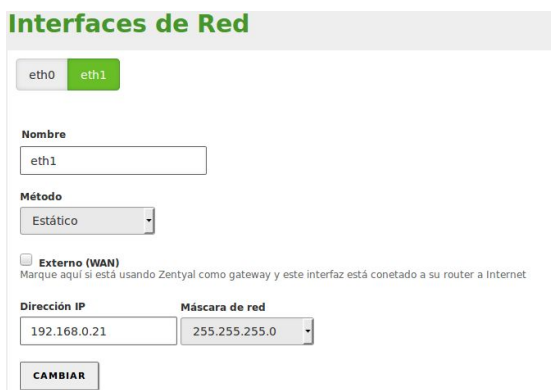 Interfaces de Red
eth0 eth1
Nombre
eth1
Método
Estático
Externo (WAN)
Marque aquí si está usando Zentyal como gateway y este interfaz está conetado a su router a Internet
Dirección IP Máscara de red
192.168.0.21 255.255.255.0
CAMBIAR